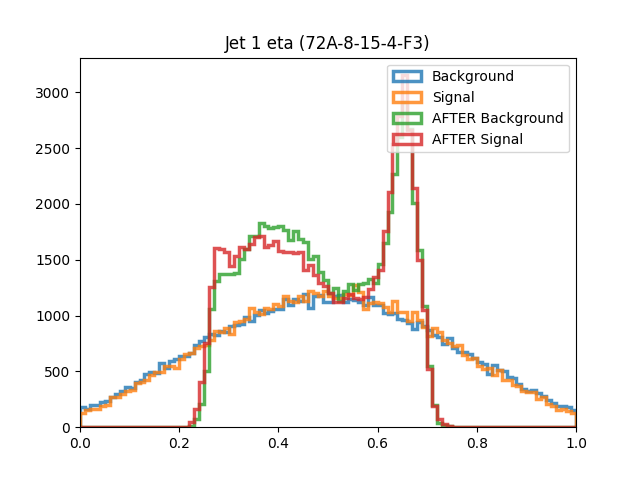 Jet 1 eta (72A-8-15-4-F3)
Background
Signal
AFTER Background
AFTER Signal
3000
2500
2000
1500
1000
500
0
0.0 0.2 0.4 0.6 0.8 1.0